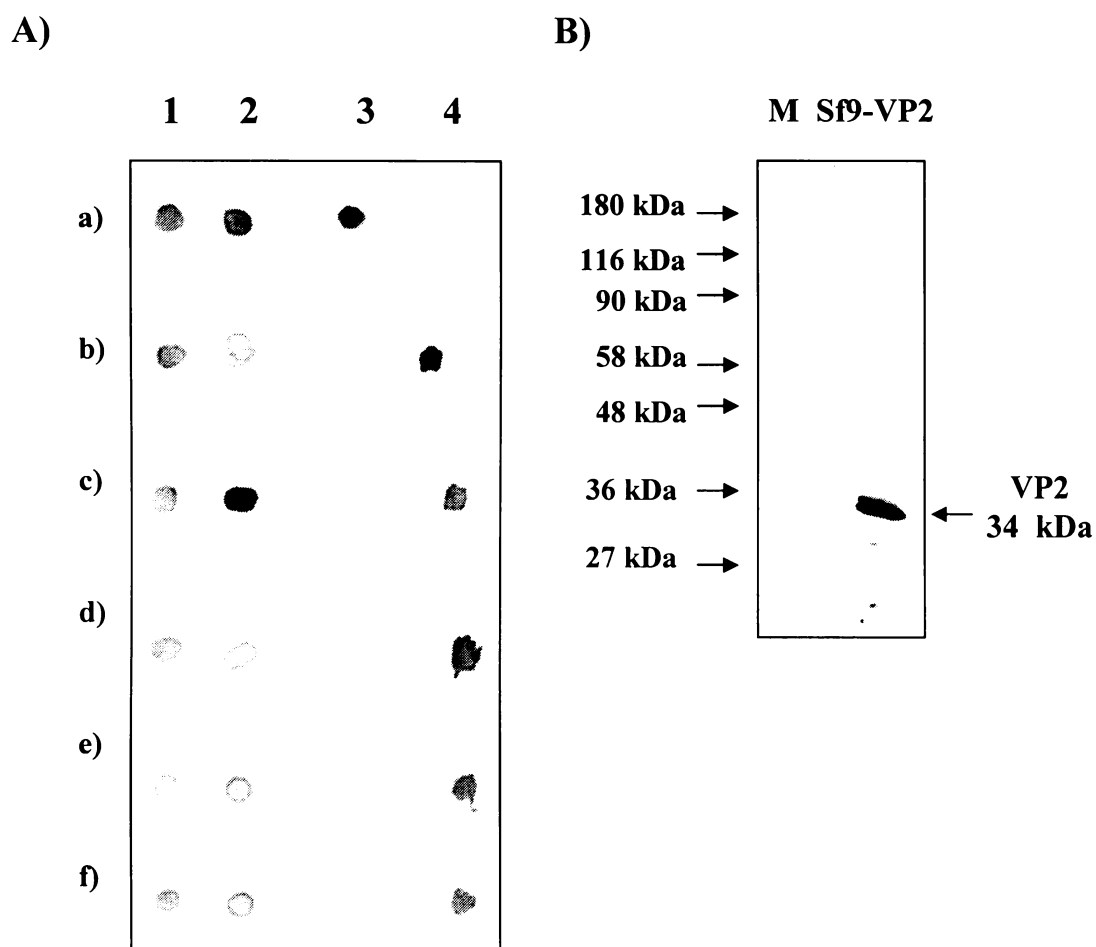 A)
1 2 3 4
a)
b)
c)
d)
e)
f)
B)
M Sf9-VP2
180 kDa
116 kDa
90 kDa
58 kDa
48 kDa
36 kDa
27 kDa
VP2
34 kDa